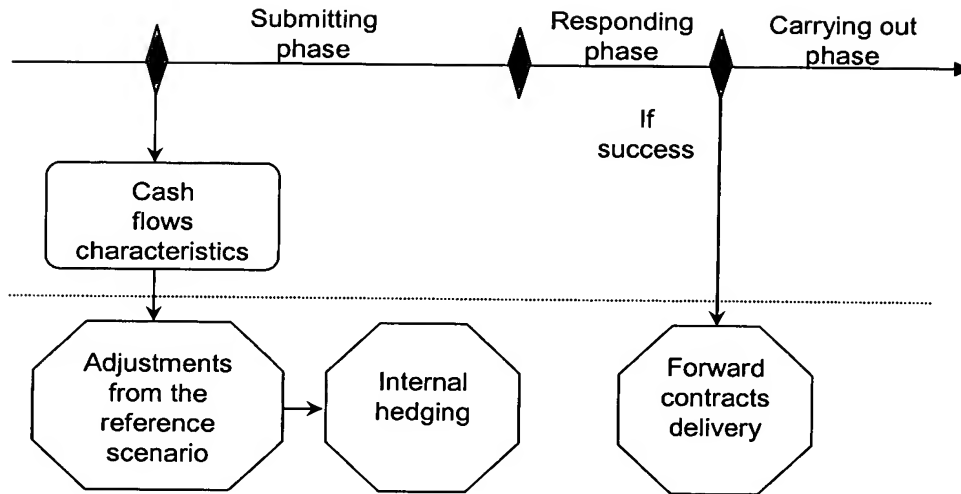 Submitting
phase
Responding
phase
Carrying out
phase
If
success
Cash
flows
characteristics
Adjustments
from the
reference
scenario
Internal
hedging
Forward
contracts
delivery